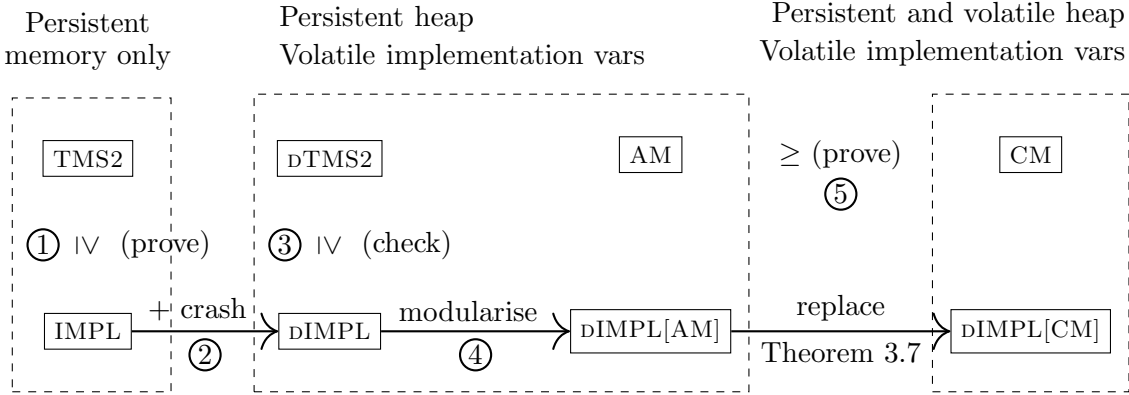 Persistent
memory only
Persistent heap
Volatile implementation vars
Persistent and volatile heap
Volatile implementation vars
TMS2
DTMS2
AM
≥ (prove)
⑤
CM
① |∨ (prove)
③ |∨ (check)
IMPL
+ crash
②
DIMPL
modularise
④
DIMPL[AM]
replace
Theorem 3.7
DIMPL[CM]